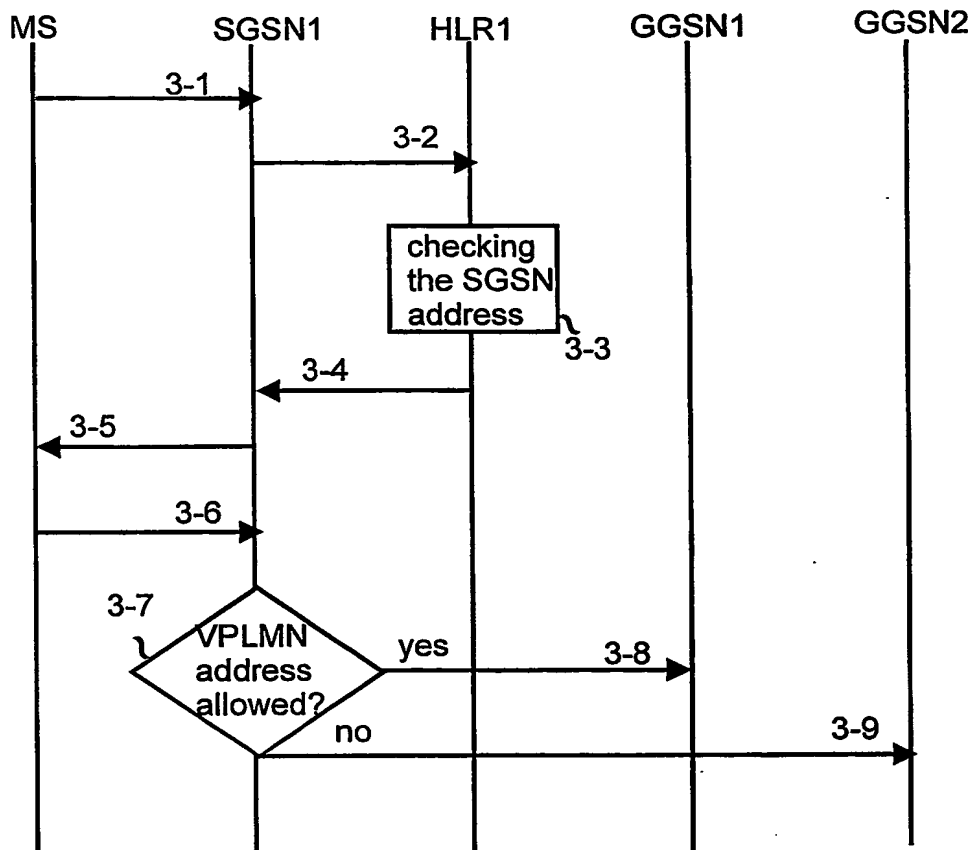 MS SGSN1 HLR1 GGSN1 GGSN2
3-1
3-2
checking
the SGSN
address
3-3
3-4
3-5
3-6
3-7
VPLMN
address
allowed?
yes
3-8
no
3-9